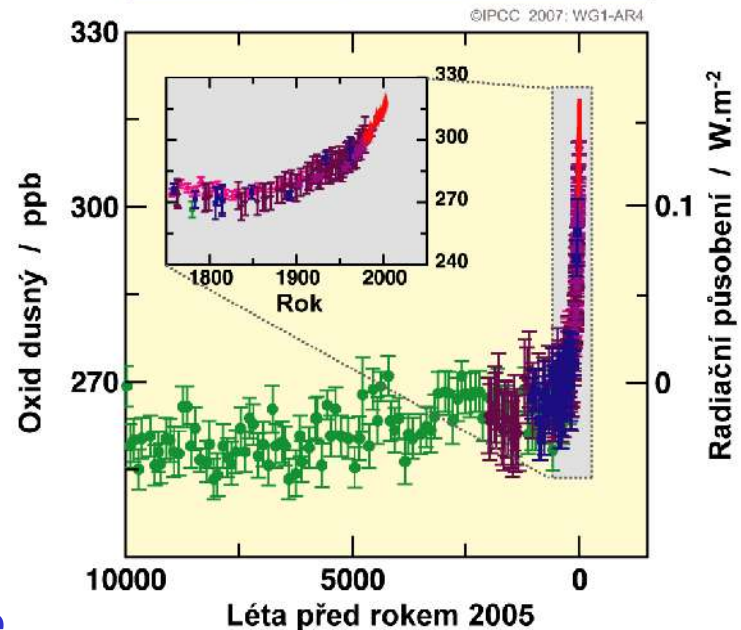 ©IPCC 2007: WG1-AR4
330
300
270
Oxid dusný / ppb
330
300
270
240
1800 1900 2000
Rok
0.1
0
Radiační působení / W.m-2
10000 5000 0
Léta před rokem 2005